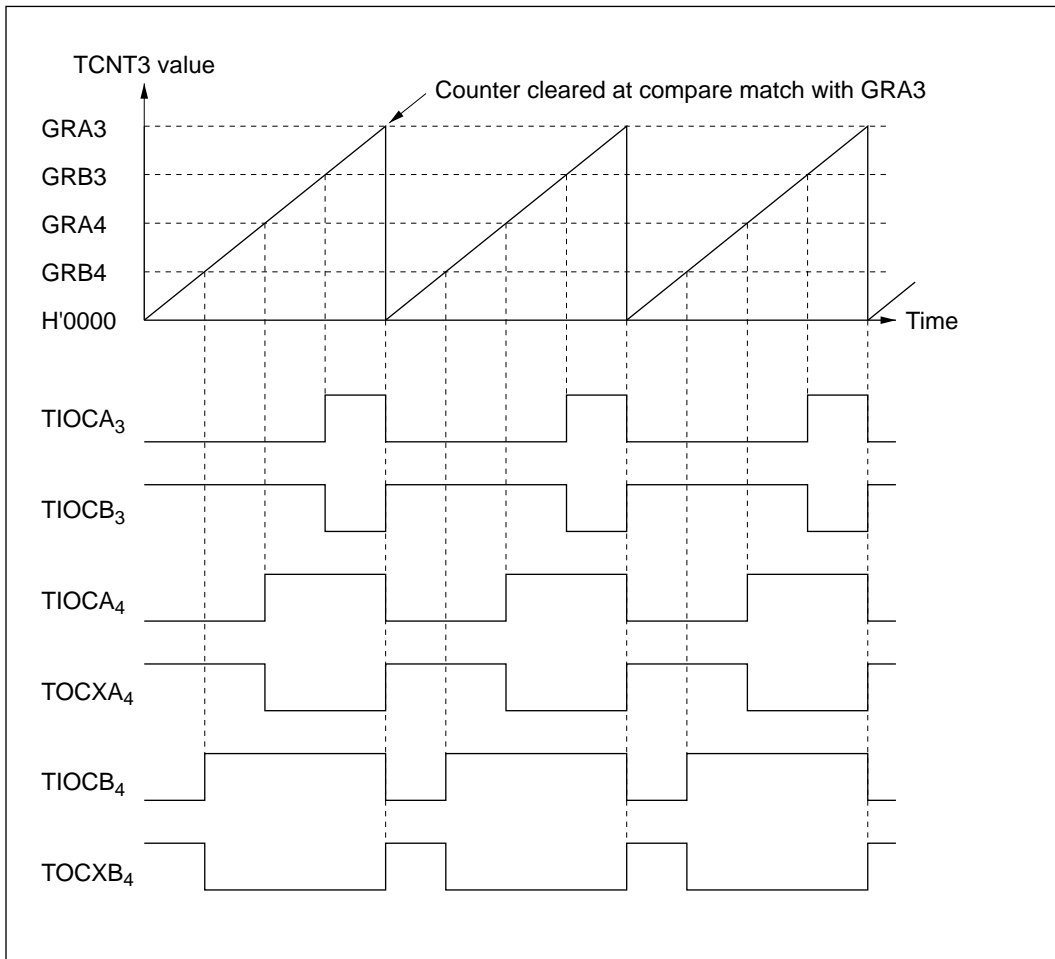 TCNT3 value
Counter cleared at compare match with GRA3
GRA3
GRB3
GRA4
GRB4
H'0000
Time
TIOCA3
TIOCB3
TIOCA4
TOCXA4
TIOCB4
TOCXB4